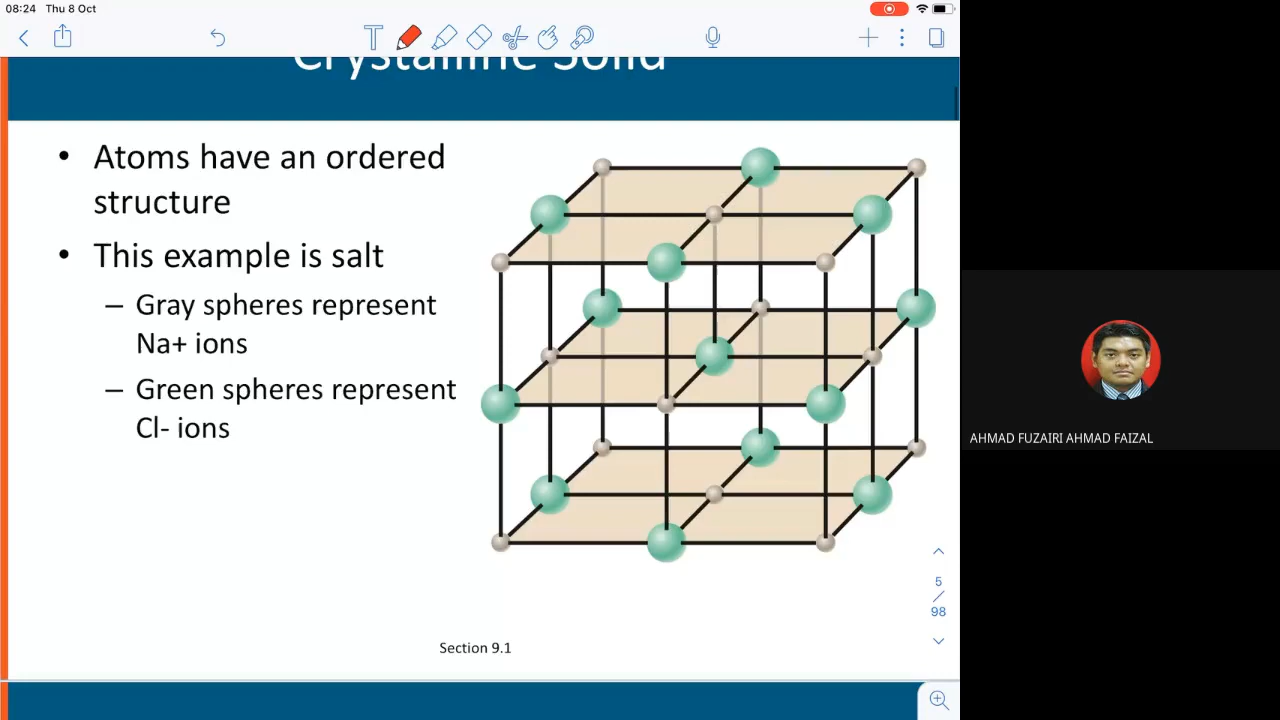 08:24 Thu 8 Oct
Crystalline Solid
• Atoms have an ordered
structure
• This example is salt
– Gray spheres represent
Na+ ions
– Green spheres represent
Cl- ions
Section 9.1
5
/
98
AHMAD FUZAIRI AHMAD FAIZAL